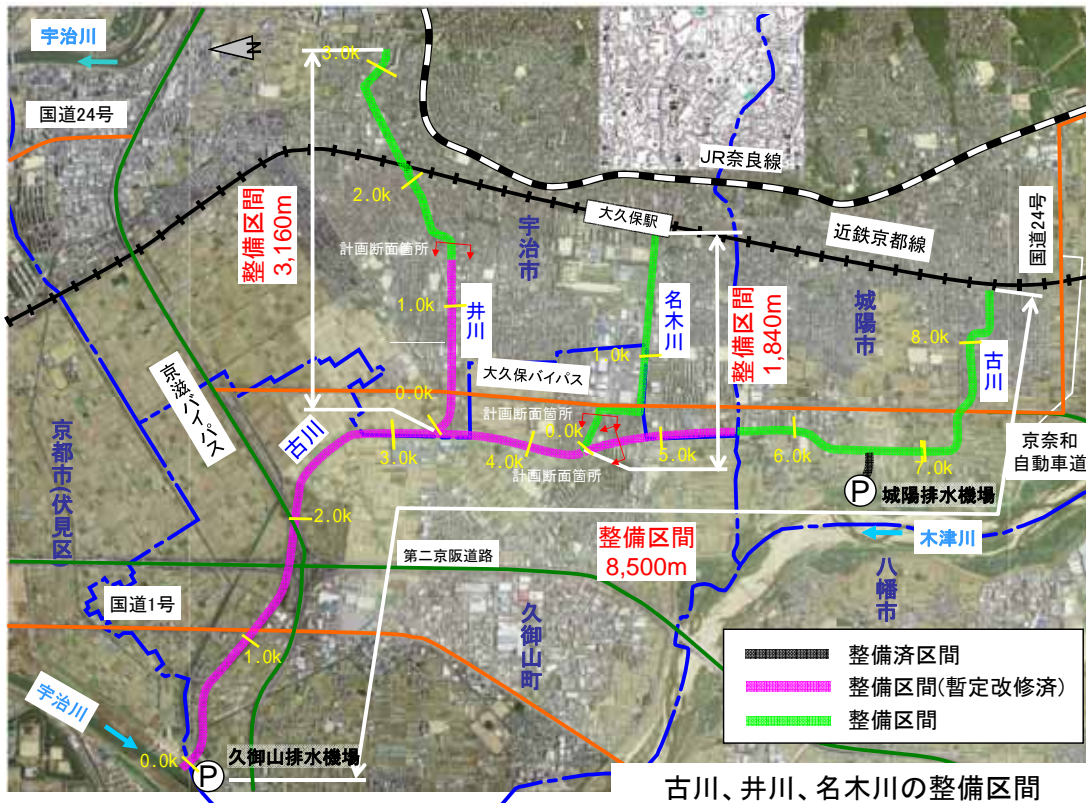 宇治川
N
3.0k
国道24号
JR奈良線
2.0k
整備区間
3,160m
大久保駅
宇治市
近鉄京都線
国道24号
計画断面箇所
1.0k
井川
名木川
整備区間
1,840m
城陽市
8.0k
古川
1.0k
大久保バイパス
京滋バイパス
0.0k
計画断面箇所
古川
0.0k
3.0k
4.0k
5.0k
6.0k
7.0k
京奈和
自動車道
計画断面箇所
京都市(伏見区)
P
城陽排水機場
2.0k
整備区間
8,500m
木津川
第二京阪道路
八幡市
国道1号
久御山町
1.0k
宇治川
0.0k
P
久御山排水機場
整備済区間
整備区間(暫定改修済)
整備区間
古川、井川、名木川の整備区間